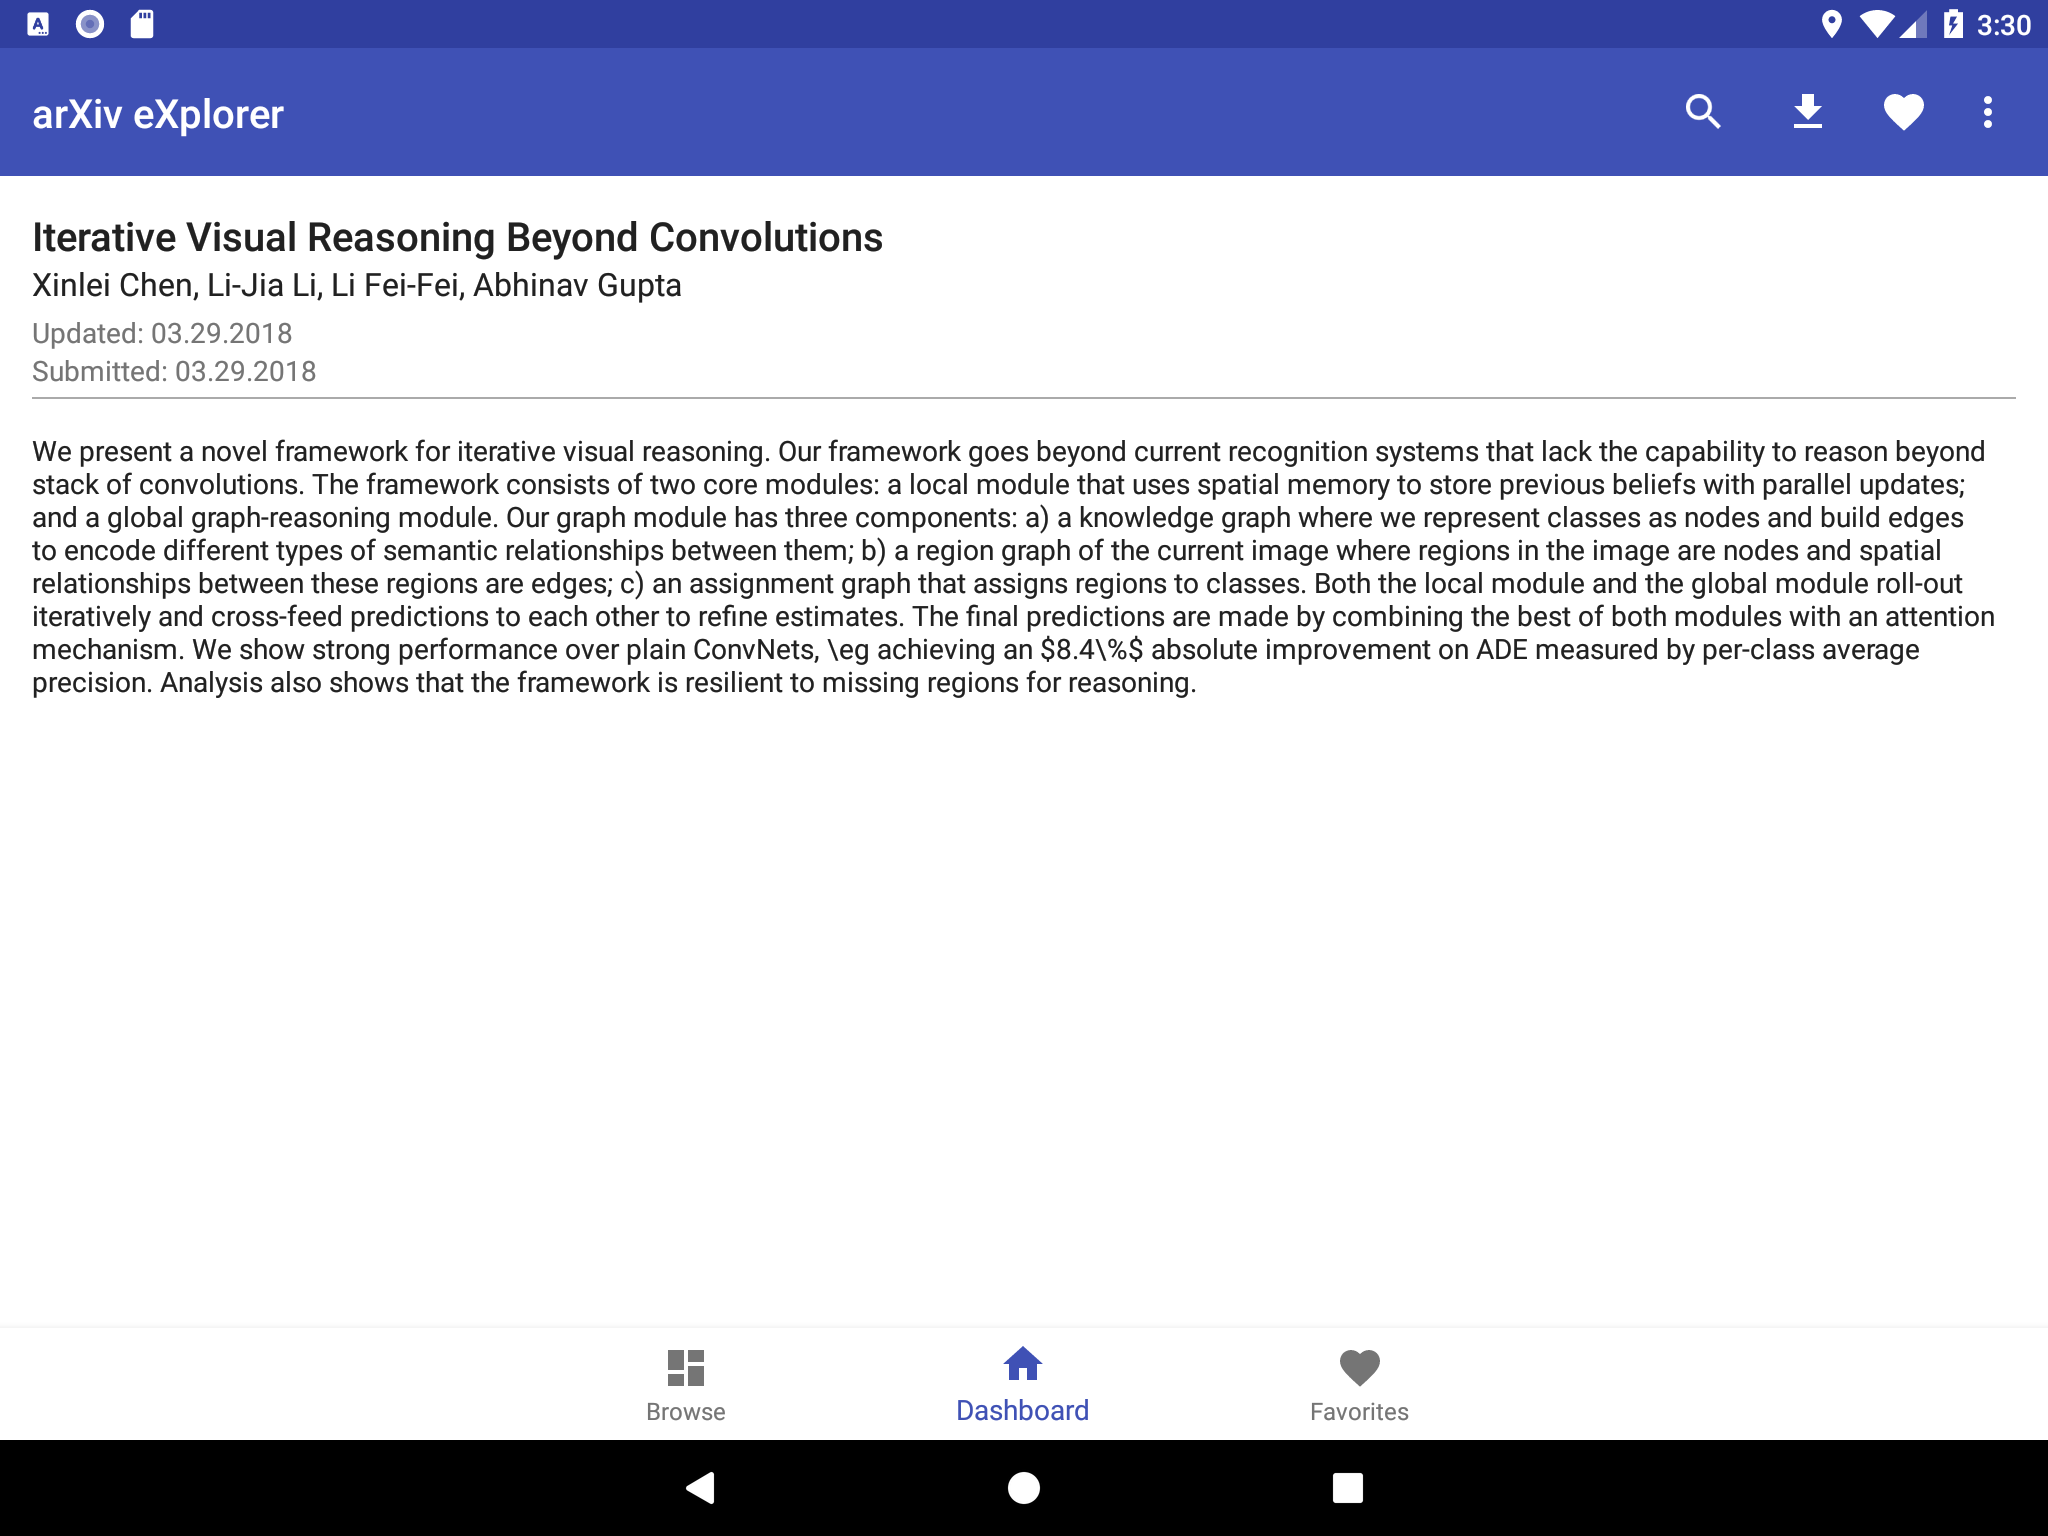 3:30
arXiv eXplorer
Iterative Visual Reasoning Beyond Convolutions
Xinlei Chen, Li-Jia Li, Li Fei-Fei, Abhinav Gupta
Updated: 03.29.2018
Submitted: 03.29.2018
We present a novel framework for iterative visual reasoning. Our framework goes beyond current recognition systems that lack the capability to reason beyond
stack of convolutions. The framework consists of two core modules: a local module that uses spatial memory to store previous beliefs with parallel updates;
and a global graph-reasoning module. Our graph module has three components: a) a knowledge graph where we represent classes as nodes and build edges
to encode different types of semantic relationships between them; b) a region graph of the current image where regions in the image are nodes and spatial
relationships between these regions are edges; c) an assignment graph that assigns regions to classes. Both the local module and the global module roll-out
iteratively and cross-feed predictions to each other to refine estimates. The final predictions are made by combining the best of both modules with an attention
mechanism. We show strong performance over plain ConvNets, \eg achieving an $8.4\%$ absolute improvement on ADE measured by per-class average
precision. Analysis also shows that the framework is resilient to missing regions for reasoning.
Browse
Dashboard
Favorites